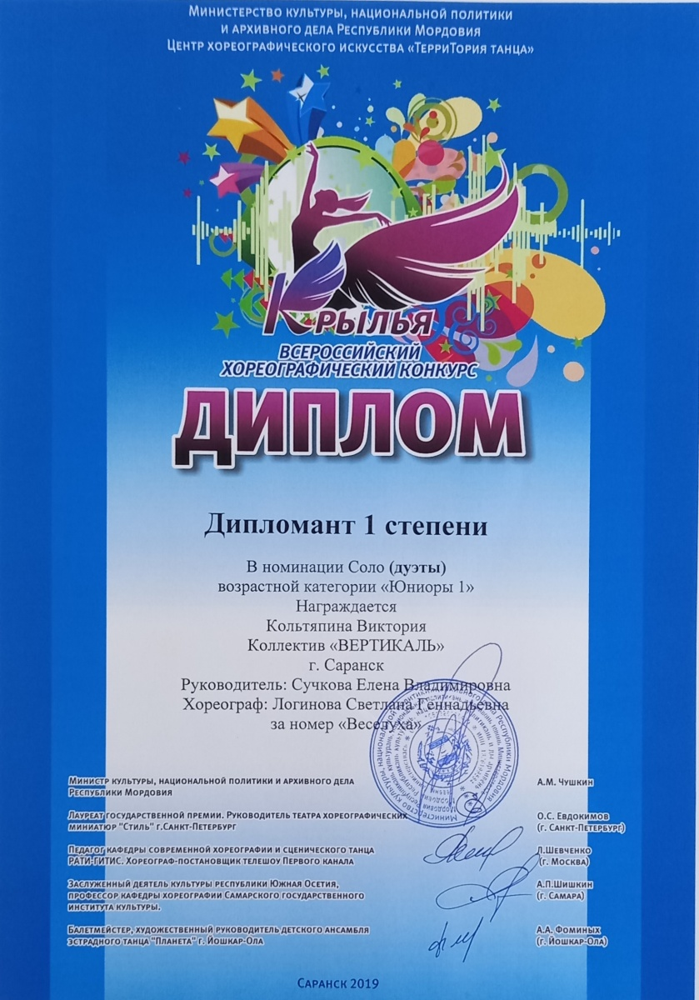 Министерство культуры, национальной политики
и архивного дела Республики Мордовия
Центр хореографического искусства «ТерриТория танца»
Крылья
Всероссийский
хореографический конкурс
ДИПЛОМ
Дипломант 1 степени
В номинации Соло (дуэты)
возрастной категории «Юниоры 1»
Награждается
Кольтяпина Виктория
Коллектив «ВЕРТИКАЛЬ»
г. Саранск
Руководитель: Сучкова Елена Владимировна
Хореограф: Логинова Светлана Геннадьевна
за номер «Веселуха»
Министр культуры, национальной политики и архивного дела
Республики Мордовия
А.М. Чушкин
Лауреат государственной премии. Руководитель театра хореографических
миниатюр "Стиль" г.Санкт-Петербург
О.С. Евдокимов
(г. Санкт-Петербург)
Педагог кафедры современной хореографии и сценического танца
РАТИ-ГИТИС. Хореограф-постановщик телешоу Первого канала
Л.Шевченко
(г. Москва)
Заслуженный деятель культуры республики Южная Осетия,
профессор кафедры хореографии Самарского государственного
института культуры.
А.П.Шишкин
(г. Самара)
Балетмейстер, художественный руководитель детского ансамбля
эстрадного танца "Планета" г. Йошкар-Ола
А.А. Фоминых
(г. Йошкар-Ола)
Саранск 2019